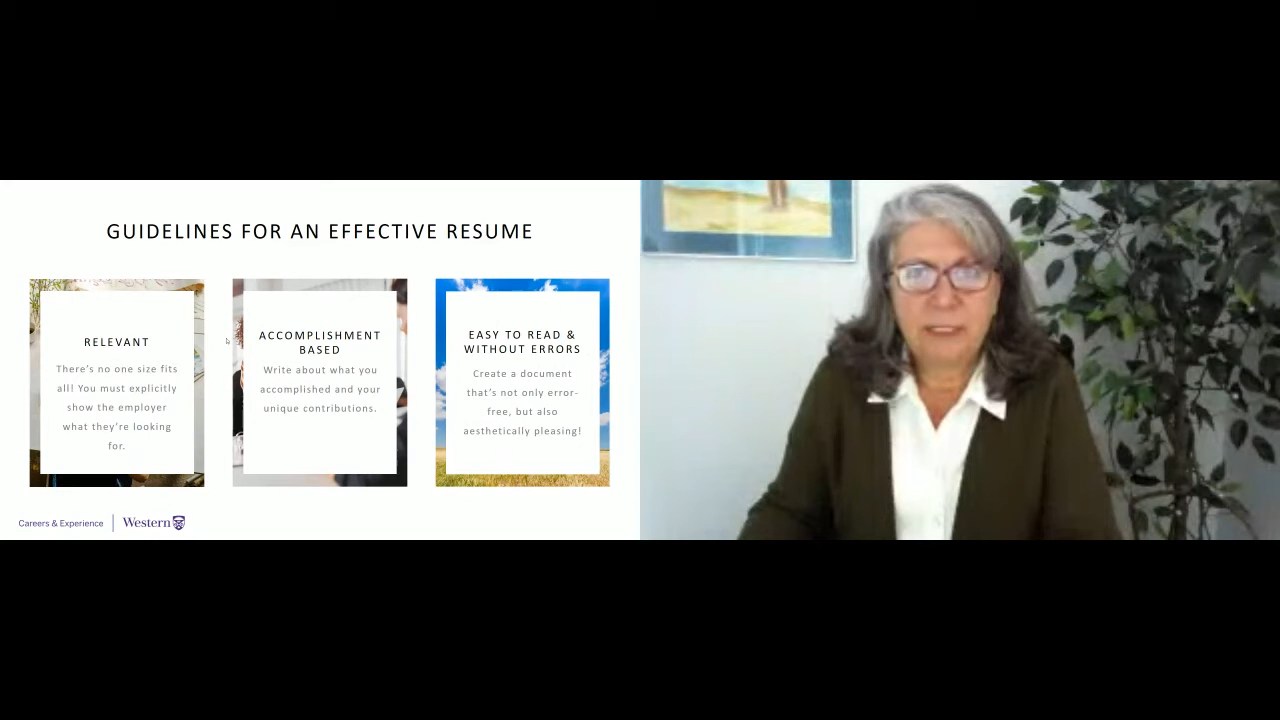 GUIDELINES FOR AN EFFECTIVE RESUME
RELEVANT
There's no one size fits
all! You must explicitly
show the employer
what they're looking
for.
ACCOMPLISHMENT
BASED
Write about what you
accomplished and your
unique contributions.
EASY TO READ &
WITHOUT ERRORS
Create a document
that's not only error-
free, but also
aesthetically pleasing!
Careers & Experience
Western